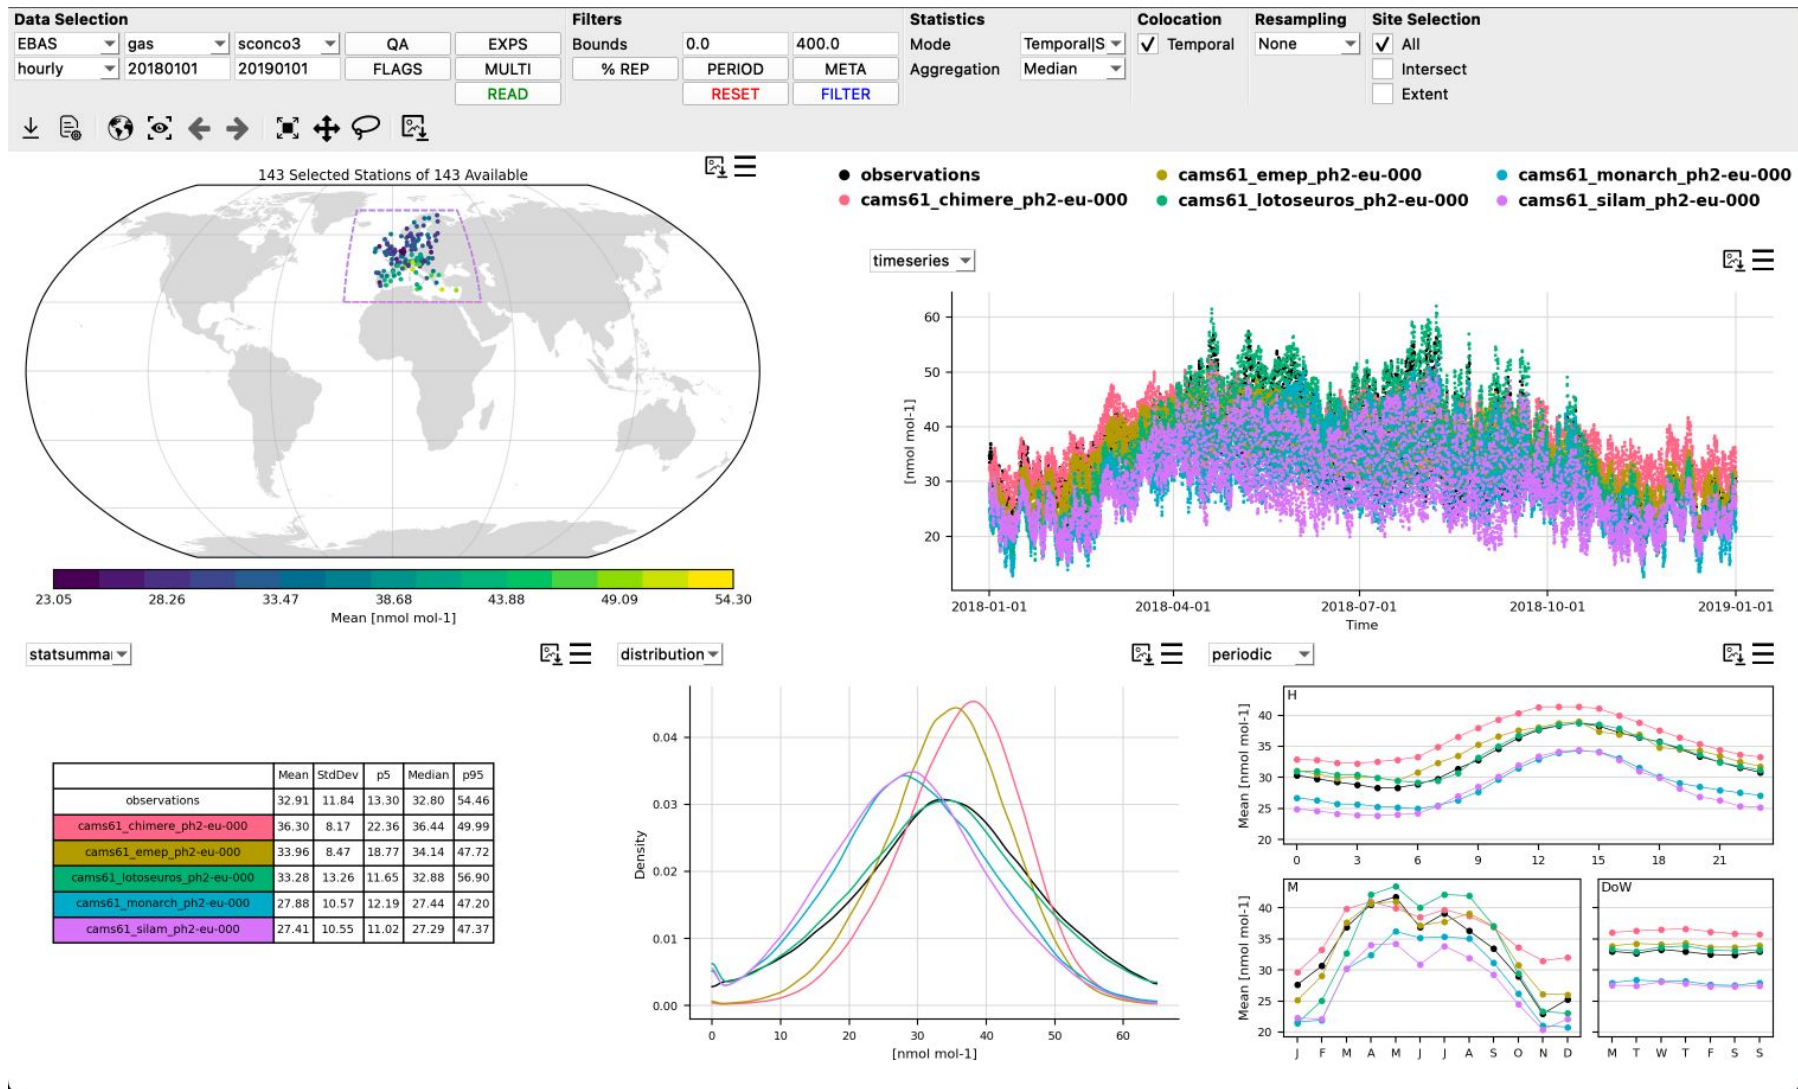 Data Selection Filters Statistics Colocation Resampling Site Selection
EBAS gas sconco3 QA EXPS Bounds 0.0 400.0 Mode Temporal|S Temporal None All
hourly 20180101 20190101 FLAGS MULTI % REP PERIOD META Aggregation Median Intersect
READ RESET FILTER Extent
143 Selected Stations of 143 Available
23.05 28.26 33.47 38.68 43.88 49.09 54.30
Mean [nmol mol-1]
observations cams61_emep_ph2-eu-000 cams61_monarch_ph2-eu-000
cams61_chimere_ph2-eu-000 cams61_lotoseuros_ph2-eu-000 cams61_silam_ph2-eu-000
timeseries
60
50
40
30
20
[nmol mol-1]
2018-01-01 2018-04-01 2018-07-01 2018-10-01 2019-01-01
Time
statsumma
Mean StdDev p5 Median p95
observations 32.91 11.84 13.30 32.80 54.46
cams61_chimere_ph2-eu-000 36.30 8.17 22.36 36.44 49.99
cams61_emep_ph2-eu-000 33.96 8.47 18.77 34.14 47.72
cams61_lotoseuros_ph2-eu-000 33.28 13.26 11.65 32.88 56.90
cams61_monarch_ph2-eu-000 27.88 10.57 12.19 27.44 47.20
cams61_silam_ph2-eu-000 27.41 10.55 11.02 27.29 47.37
distribution
0.04
0.03
0.02
0.01
0.00
Density
0 10 20 30 40 50 60
[nmol mol-1]
periodic
H
40
35
30
25
20
Mean [nmol mol-1]
0 3 6 9 12 15 18 21
M
40
35
30
25
20
Mean [nmol mol-1]
J F M A M J J A S O N D
DoW
M T W T F S S